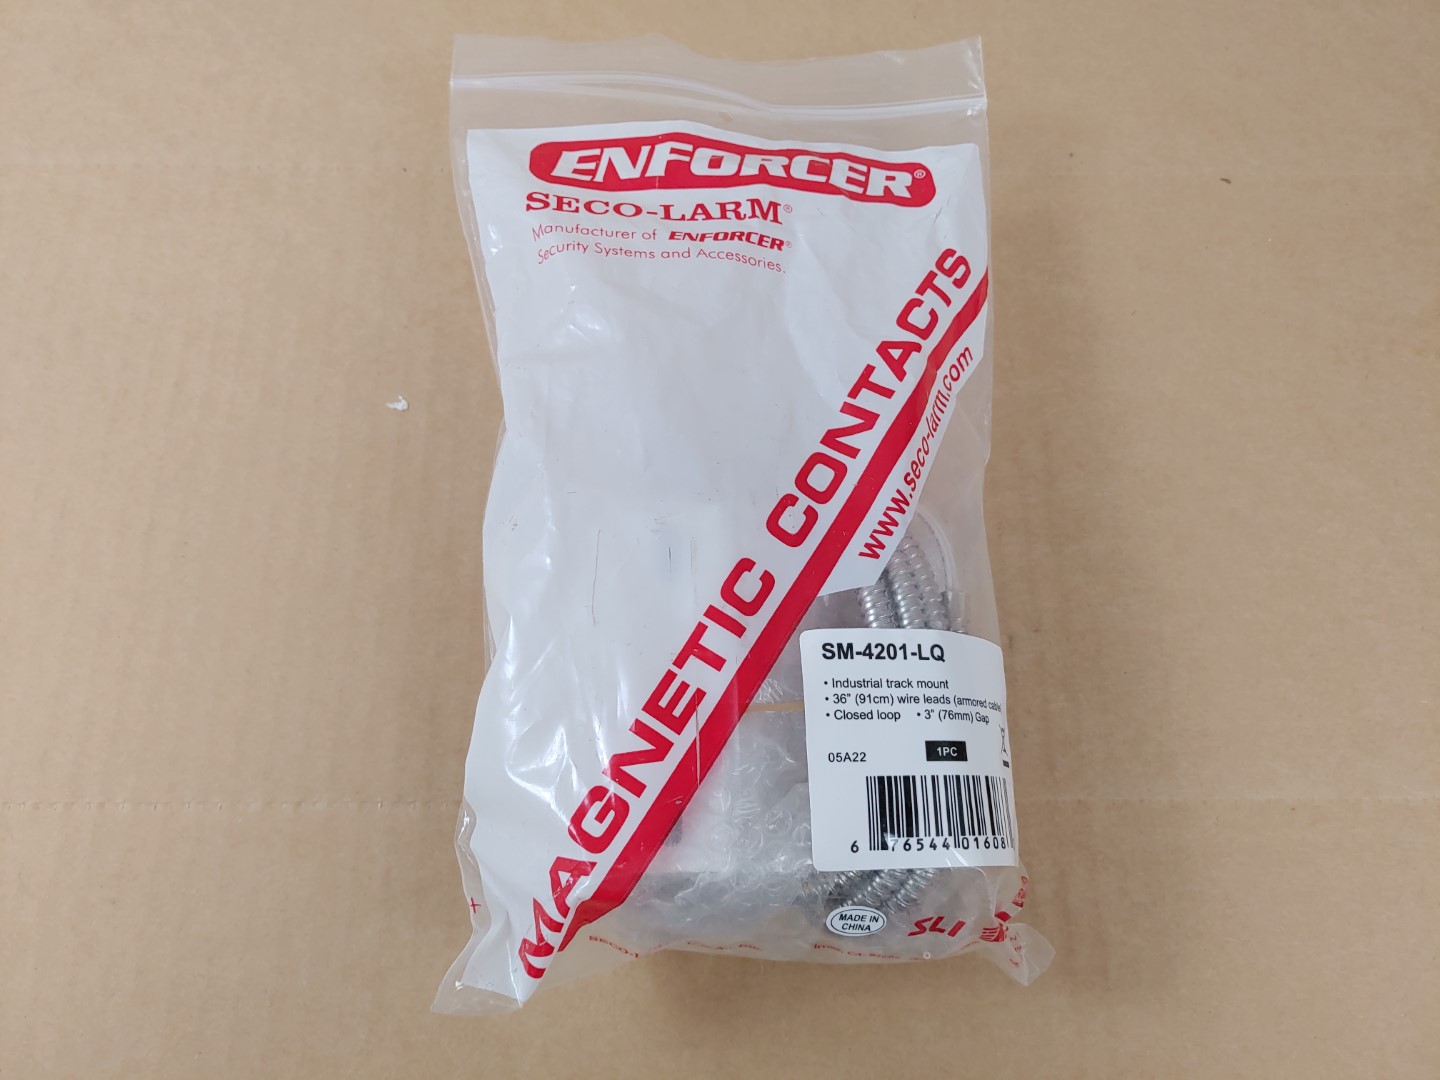 ENFORCER®
SECO-LARM®
Manufacturer of ENFORCER®
Security Systems and Accessories.
MAGNETIC CONTACTS
www.seco-larm.com
SM-4201-LQ
• Industrial track mount
• 36" (91cm) wire leads (armored cable)
• Closed loop • 3" (76mm) Gap
05A22 1PC
6 76544 01608
MADE IN
CHINA
SLI